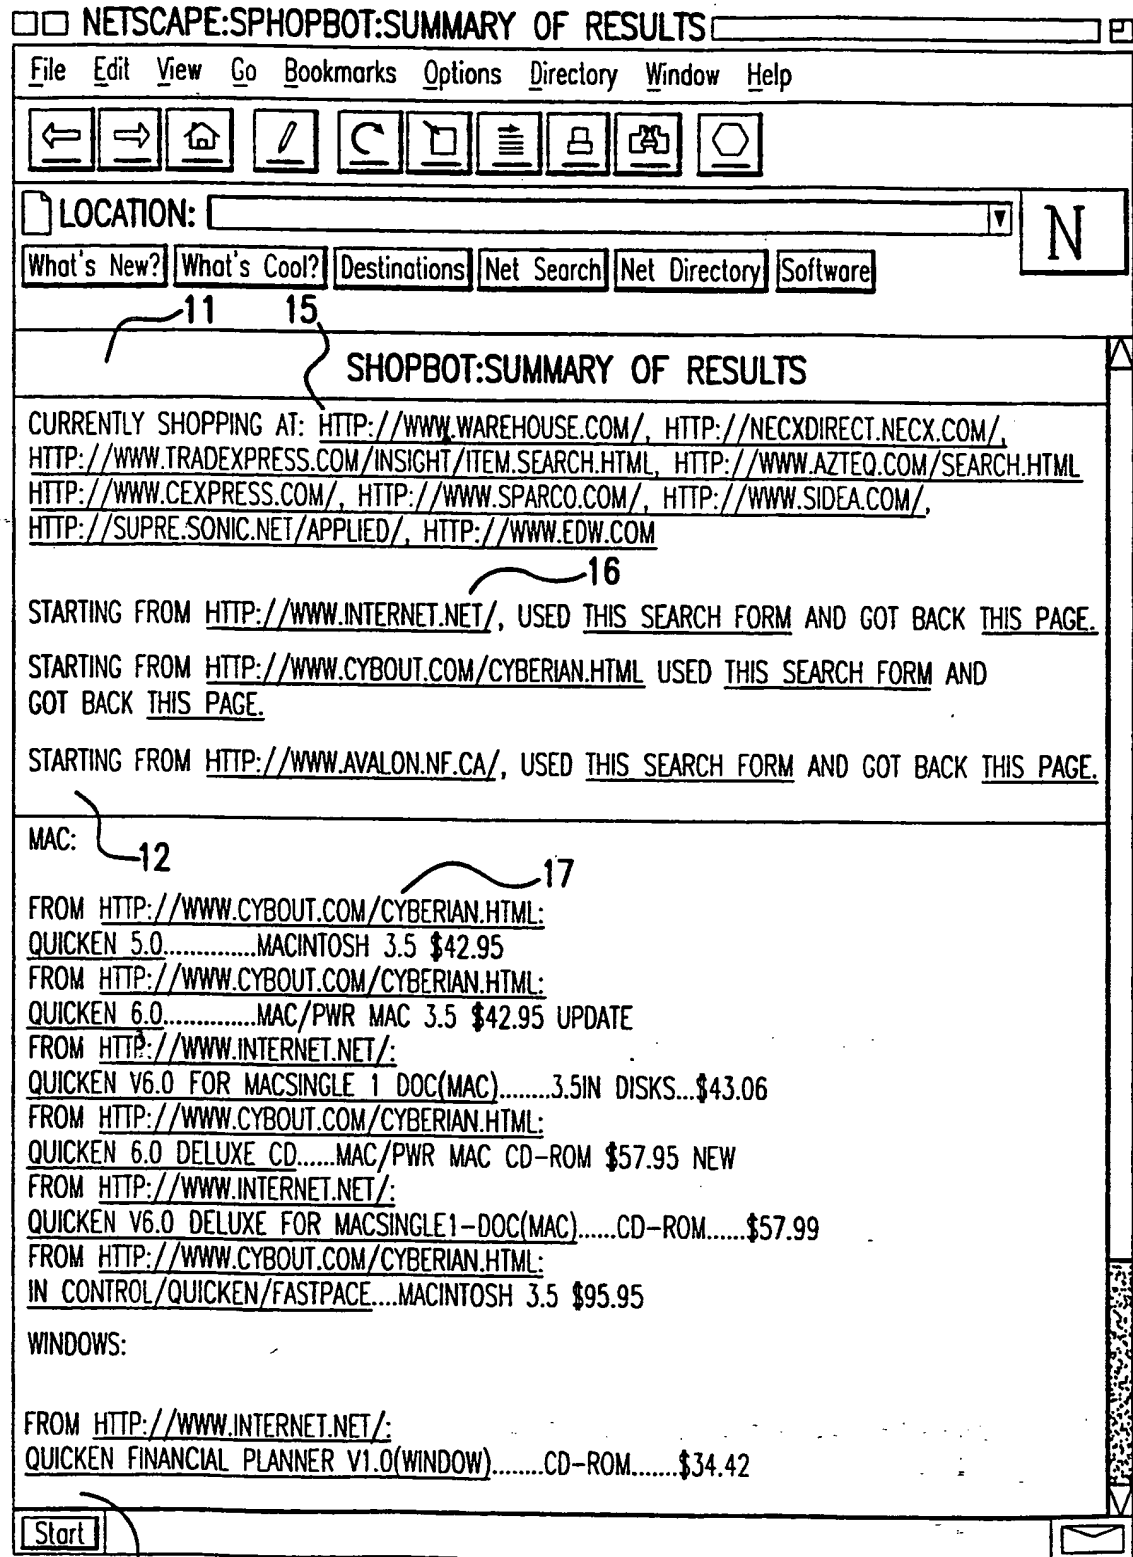 NETSCAPE:SPHOPBOT:SUMMARY OF RESULTS
File Edit View Go Bookmarks Options Directory Window Help
LOCATION:
N
What's New? What's Cool? Destinations Net Search Net Directory Software
11 15
SHOPBOT:SUMMARY OF RESULTS
CURRENTLY SHOPPING AT: HTTP://WWW.WAREHOUSE.COM/, HTTP://NECXDIRECT.NECX.COM/,
HTTP://WWW.TRADEXPRESS.COM/INSIGHT/ITEM.SEARCH.HTML, HTTP://WWW.AZTEQ.COM/SEARCH.HTML
HTTP://WWW.CEXPRESS.COM/, HTTP://WWW.SPARCO.COM/, HTTP://WWW.SIDEA.COM/,
HTTP://SUPRE.SONIC.NET/APPLIED/, HTTP://WWW.EDW.COM
16
STARTING FROM HTTP://WWW.INTERNET.NET/, USED THIS SEARCH FORM AND GOT BACK THIS PAGE.
STARTING FROM HTTP://WWW.CYBOUT.COM/CYBERIAN.HTML USED THIS SEARCH FORM AND
GOT BACK THIS PAGE.
STARTING FROM HTTP://WWW.AVALON.NF.CA/, USED THIS SEARCH FORM AND GOT BACK THIS PAGE.
MAC:
12
17
FROM HTTP://WWW.CYBOUT.COM/CYBERIAN.HTML:
QUICKEN 5.0..............MACINTOSH 3.5 $42.95
FROM HTTP://WWW.CYBOUT.COM/CYBERIAN.HTML:
QUICKEN 6.0..............MAC/PWR MAC 3.5 $42.95 UPDATE
FROM HTTP://WWW.INTERNET.NET/:
QUICKEN V6.0 FOR MACSINGLE 1 DOC(MAC)........3.5IN DISKS...$43.06
FROM HTTP://WWW.CYBOUT.COM/CYBERIAN.HTML:
QUICKEN 6.0 DELUXE CD......MAC/PWR MAC CD-ROM $57.95 NEW
FROM HTTP://WWW.INTERNET.NET/:
QUICKEN V6.0 DELUXE FOR MACSINGLE1-DOC(MAC)......CD-ROM......$57.99
FROM HTTP://WWW.CYBOUT.COM/CYBERIAN.HTML:
IN CONTROL/QUICKEN/FASTPACE....MACINTOSH 3.5 $95.95
WINDOWS:
FROM HTTP://WWW.INTERNET.NET/:
QUICKEN FINANCIAL PLANNER V1.0(WINDOW)........CD-ROM.......$34.42
Start